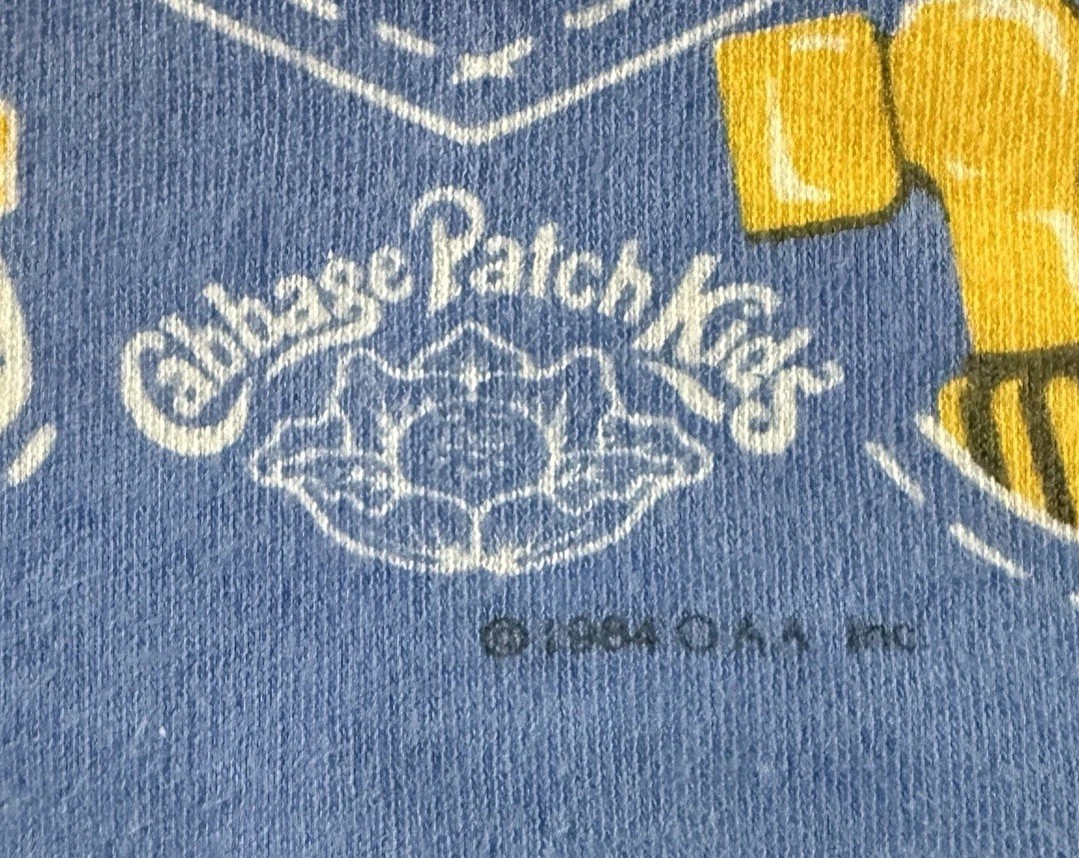 Cabbage Patch Kids
©1984 O.A.A. Inc